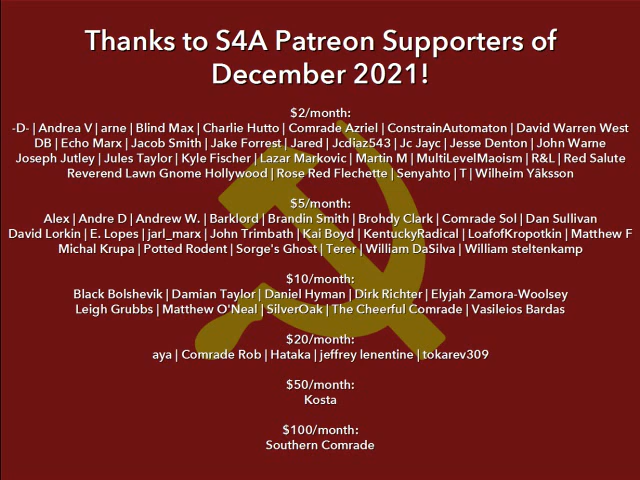 Thanks to S4A Patreon Supporters of
December 2021!
$2/month:
-D- | Andrea V | arne | Blind Max | Charlie Hutto | Comrade Azriel | ConstrainAutomaton | David Warren West
DB | Echo Marx | Jacob Smith | Jake Forrest | Jared | Jcdiaz543 | Jc Jayc | Jesse Denton | John Warne
Joseph Jutley | Jules Taylor | Kyle Fischer | Lazar Markovic | Martin M | MultiLevelMaoism | R&L | Red Salute
Reverend Lawn Gnome Hollywood | Rose Red Flechette | Senyahto | T | Wilheim Yâksson
$5/month:
Alex | Andre D | Andrew W. | Barklord | Brandin Smith | Brohdy Clark | Comrade Sol | Dan Sullivan
David Lorkin | E. Lopes | jarl_marx | John Trimbath | Kai Boyd | KentuckyRadical | LoafofKropotkin | Matthew F
Michal Krupa | Potted Rodent | Sorge's Ghost | Terer | William DaSilva | William steltenkamp
$10/month:
Black Bolshevik | Damian Taylor | Daniel Hyman | Dirk Richter | Elyjah Zamora-Woolsey
Leigh Grubbs | Matthew O'Neal | SilverOak | The Cheerful Comrade | Vasileios Bardas
$20/month:
aya | Comrade Rob | Hataka | jeffrey lenentine | tokarev309
$50/month:
Kosta
$100/month:
Southern Comrade